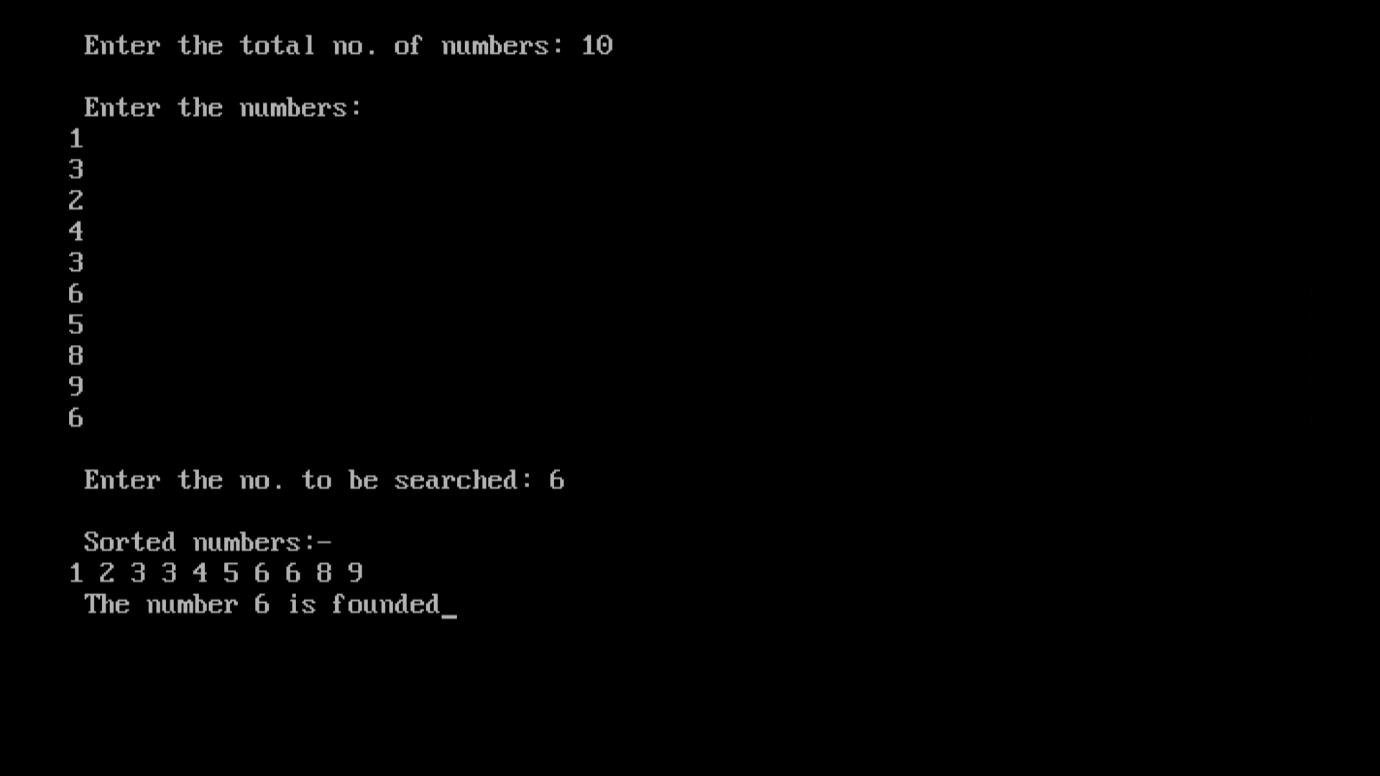 Enter the total no. of numbers: 10
Enter the numbers:
1
3
2
4
3
6
5
8
9
6
Enter the no. to be searched: 6
Sorted numbers:-
1 2 3 3 4 5 6 6 8 9
The number 6 is founded_